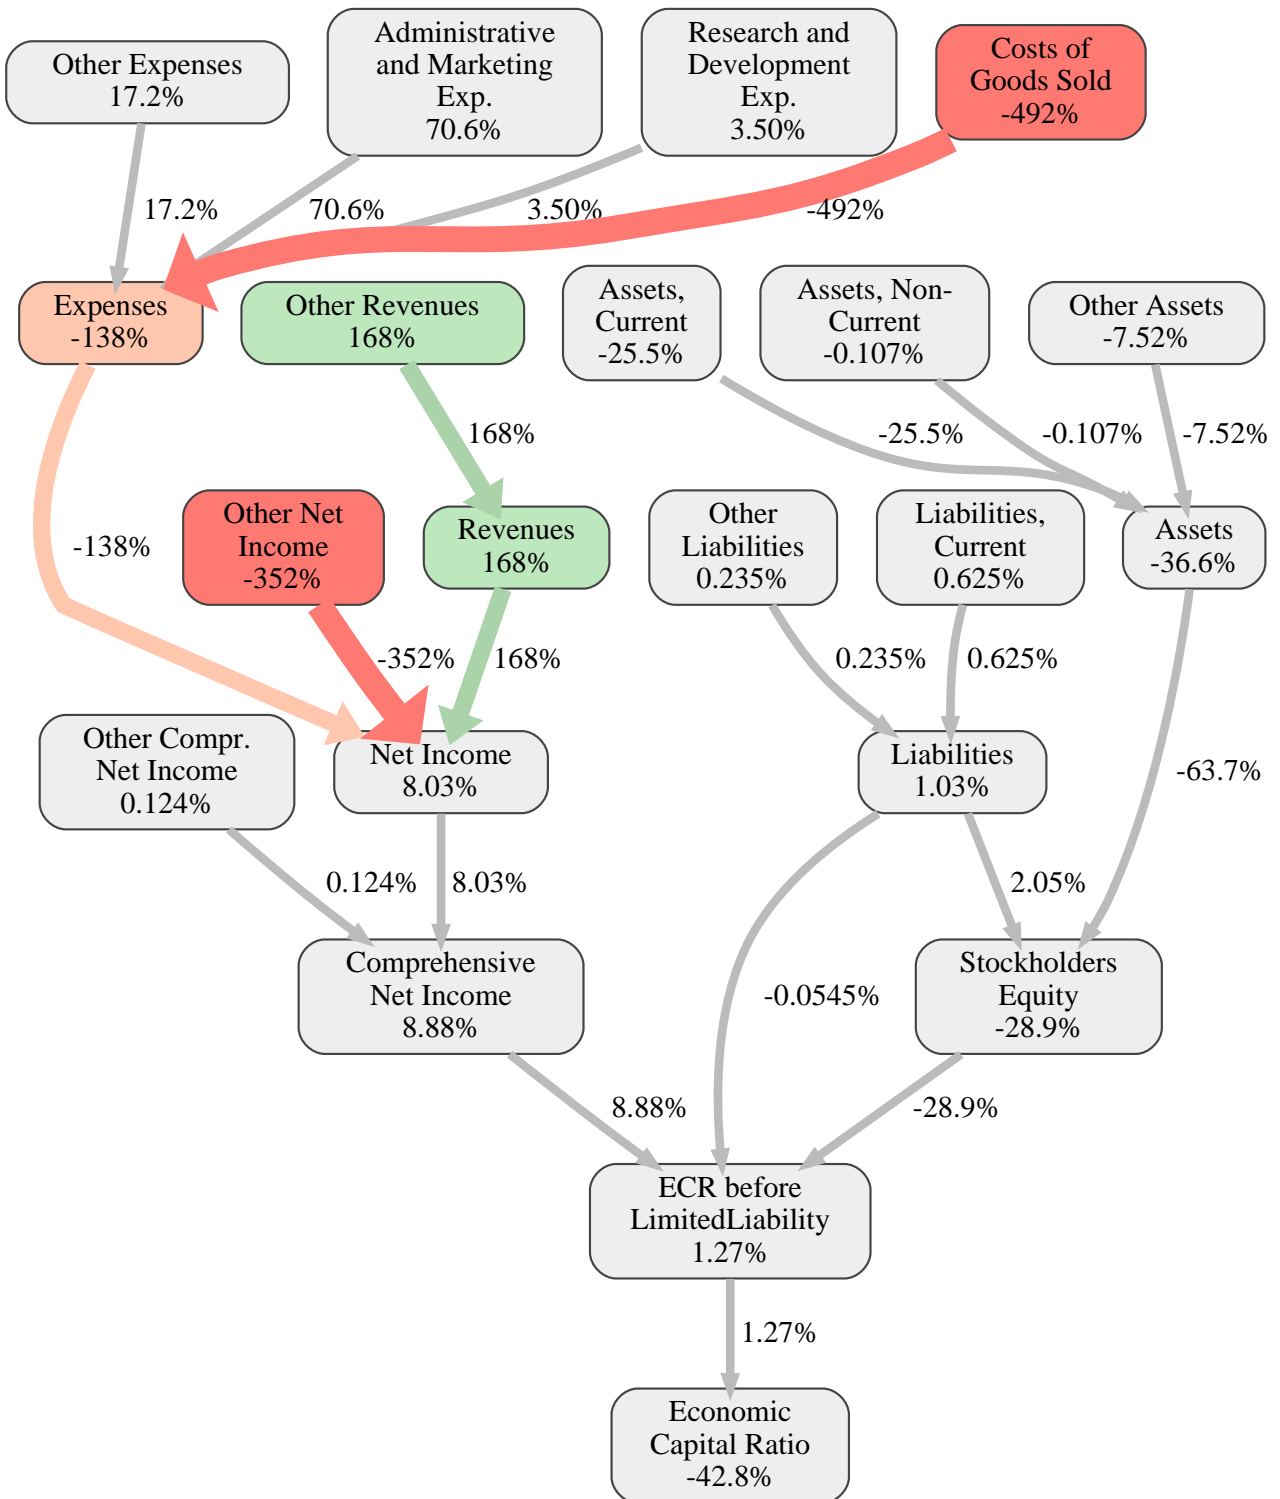 Other Expenses
17.2%
Administrative
and Marketing
Exp.
70.6%
Research and
Development
Exp.
3.50%
Costs of
Goods Sold
-492%
17.2%
70.6%
3.50%
-492%
Expenses
-138%
Other Revenues
168%
Assets,
Current
-25.5%
Assets, Non-
Current
-0.107%
Other Assets
-7.52%
168%
-25.5%
-0.107%
-7.52%
-138%
Other Net
Income
-352%
Revenues
168%
Other
Liabilities
0.235%
Liabilities,
Current
0.625%
Assets
-36.6%
-352%
168%
0.235%
0.625%
Other Compr.
Net Income
0.124%
Net Income
8.03%
Liabilities
1.03%
-63.7%
0.124%
8.03%
2.05%
Comprehensive
Net Income
8.88%
-0.0545%
Stockholders
Equity
-28.9%
8.88%
-28.9%
ECR before
LimitedLiability
1.27%
1.27%
Economic
Capital Ratio
-42.8%